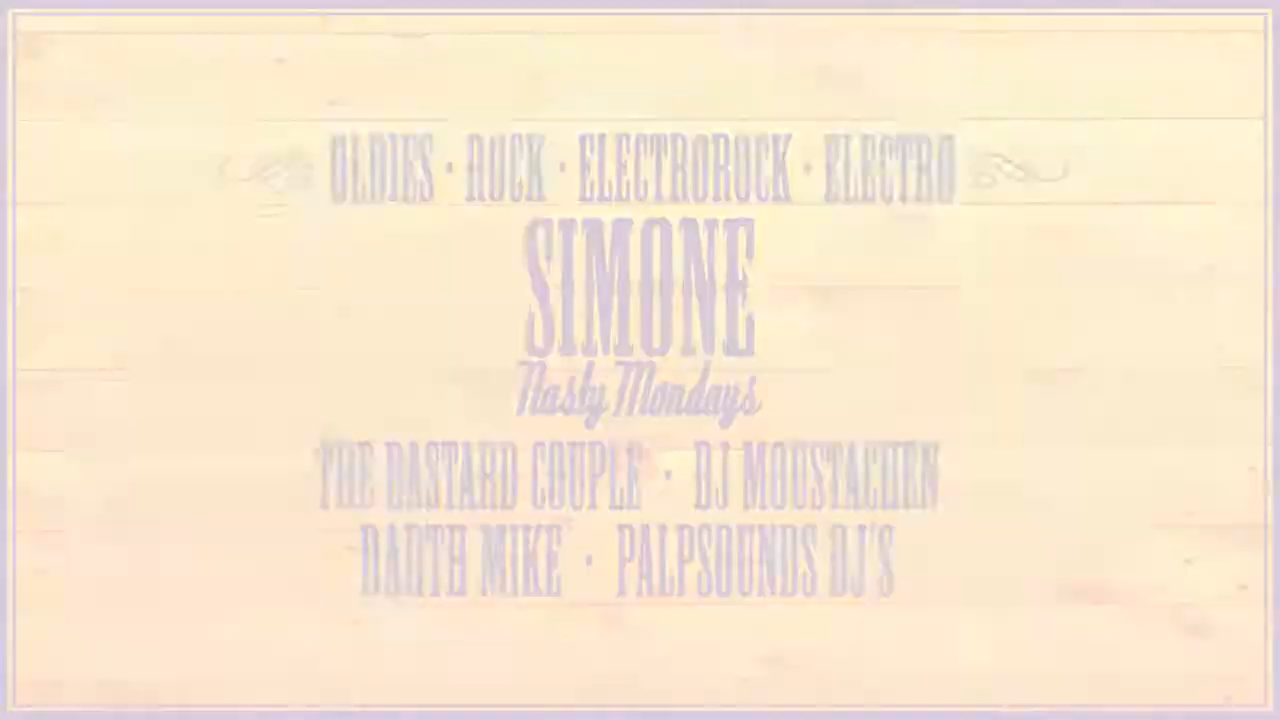 OLDIES · ROCK · ELECTROROCK · ELECTRO
SIMONE
Nasty Mondays
THE BASTARD COUPLE · DJ MOUSTACHEN
DARTH MIKE · PALPSOUNDS DJ'S